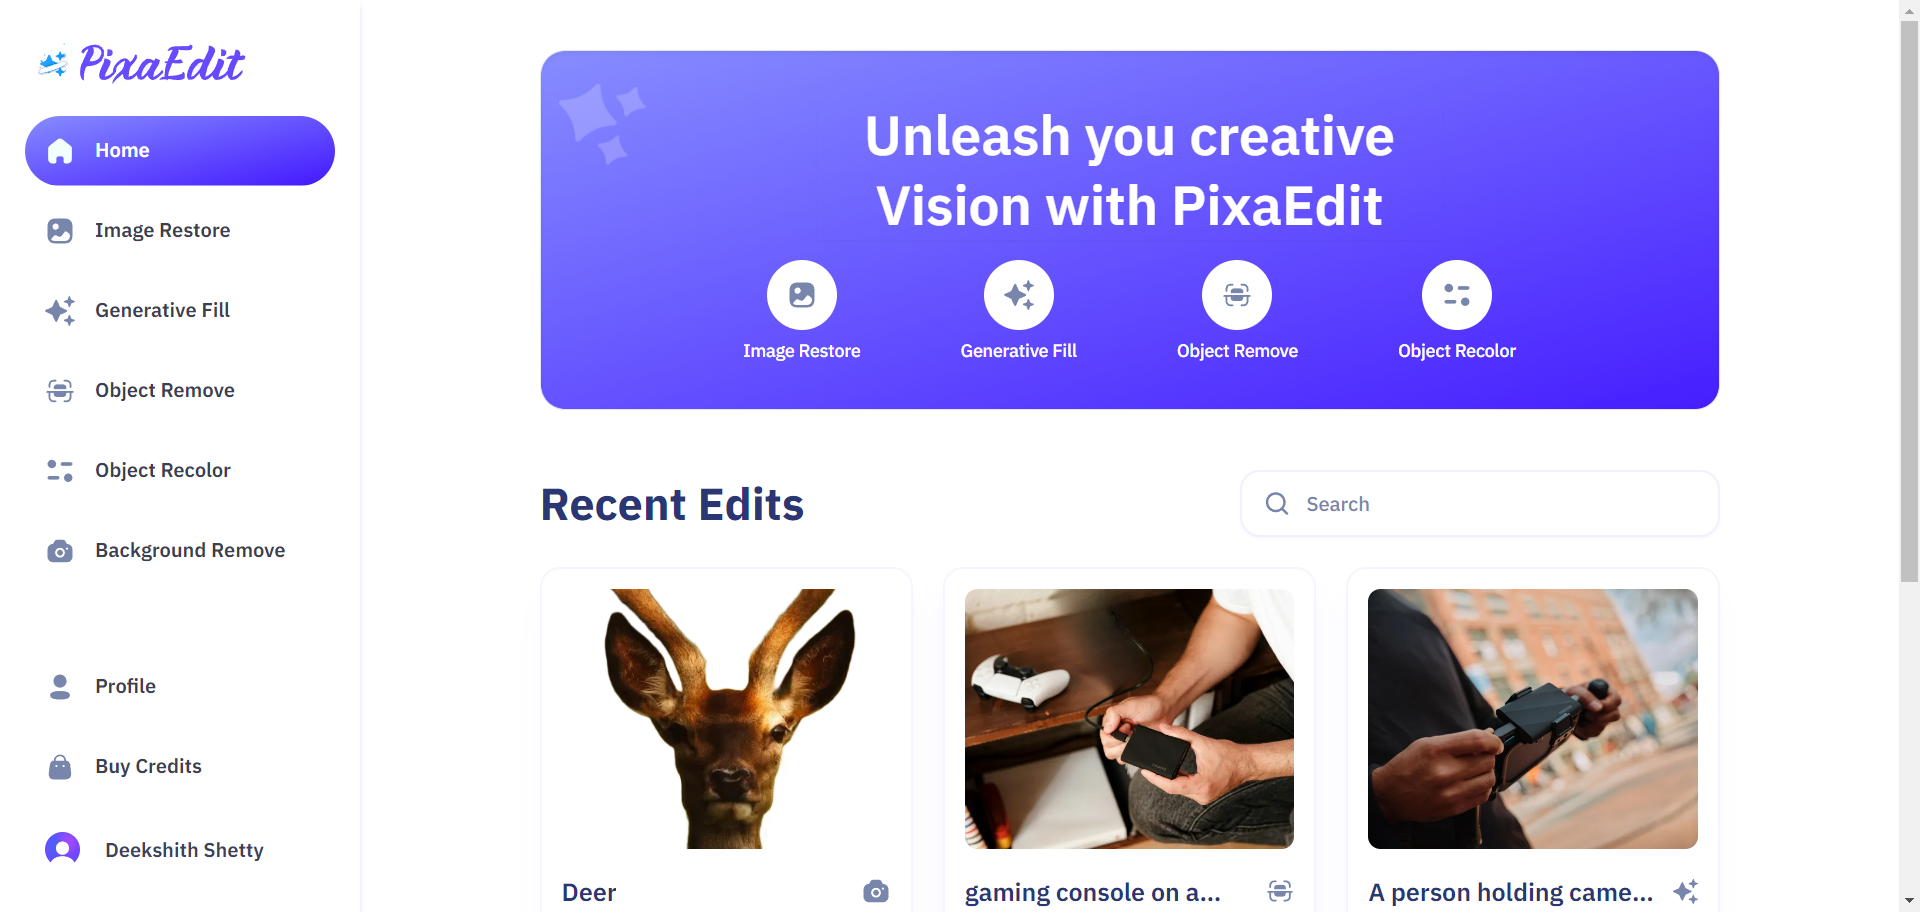 PixaEdit
Home
Image Restore
Generative Fill
Object Remove
Object Recolor
Background Remove
Profile
Buy Credits
Deekshith Shetty
Unleash you creative
Vision with PixaEdit
Image Restore
Generative Fill
Object Remove
Object Recolor
Recent Edits
Search
Deer
gaming console on a...
A person holding came...